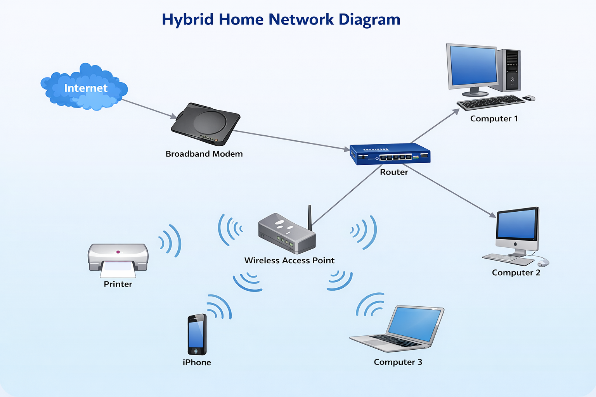 Hybrid Home Network Diagram
Internet
Broadband Modem
Router
Computer 1
Computer 2
Wireless Access Point
Printer
iPhone
Computer 3